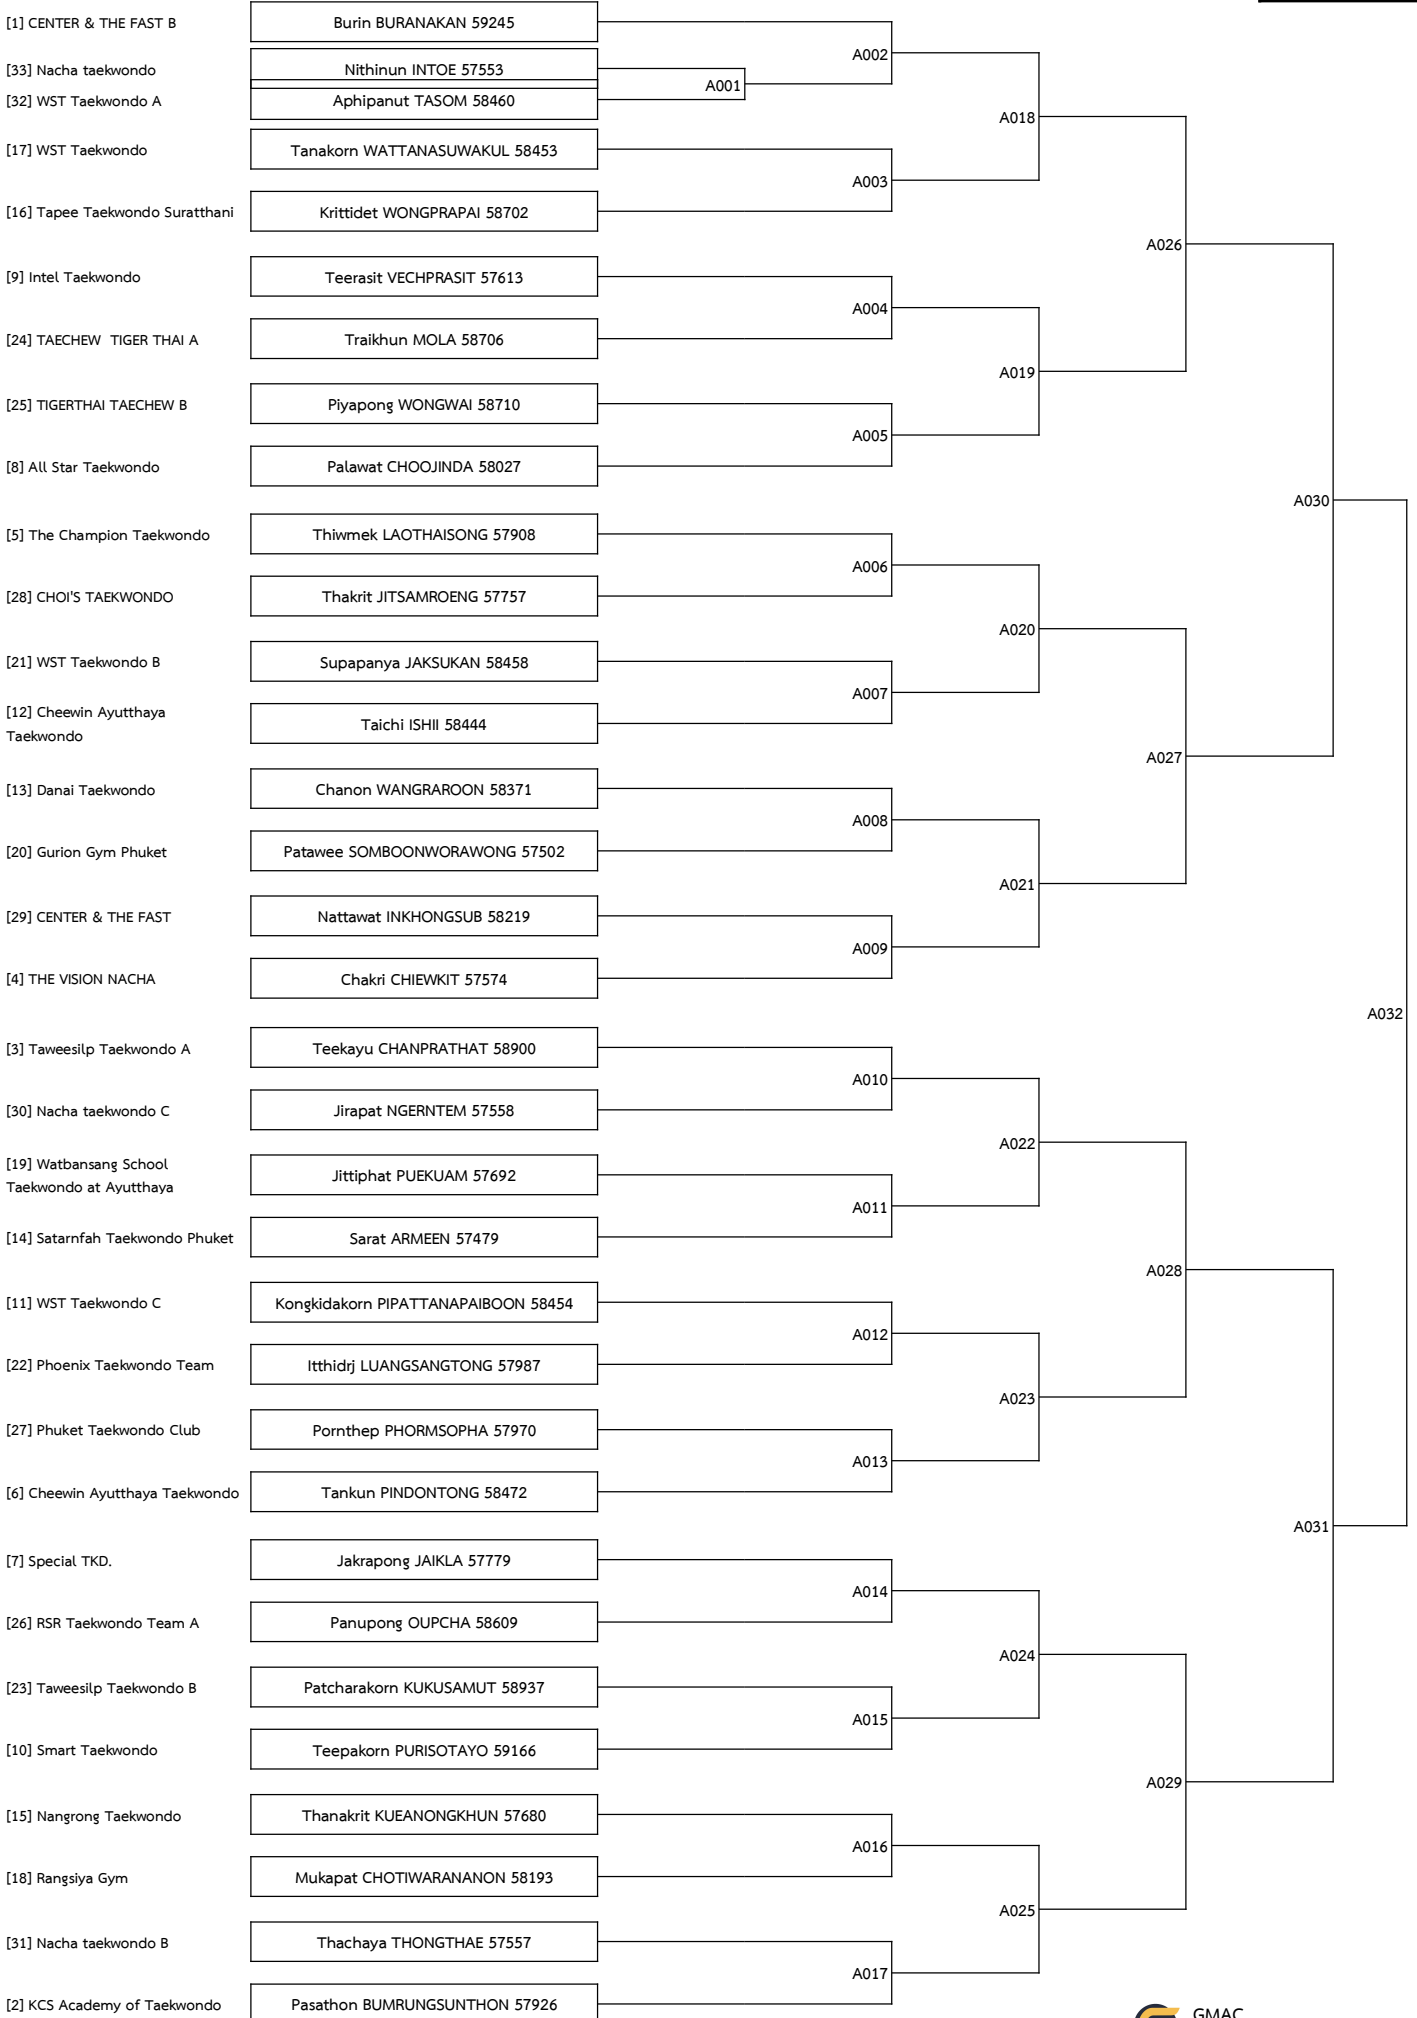 [1] CENTER & THE FAST B
Burin BURANAKAN 59245
A002
[33] Nacha taekwondo
Nithinun INTOE 57553
A001
[32] WST Taekwondo A
Aphipanut TASOM 58460
A018
[17] WST Taekwondo
Tanakorn WATTANASUWAKUL 58453
A003
[16] Tapee Taekwondo Suratthani
Krittidet WONGPRAPAI 58702
A026
[9] Intel Taekwondo
Teerasit VECHPRASIT 57613
A004
[24] TAECHEW  TIGER THAI A
Traikhun MOLA 58706
A019
[25] TIGERTHAI TAECHEW B
Piyapong WONGWAI 58710
A005
[8] All Star Taekwondo
Palawat CHOOJINDA 58027
A030
[5] The Champion Taekwondo
Thiwmek LAOTHAISONG 57908
A006
[28] CHOI'S TAEKWONDO
Thakrit JITSAMROENG 57757
A020
[21] WST Taekwondo B
Supapanya JAKSUKAN 58458
A007
[12] Cheewin Ayutthaya
Taekwondo
Taichi ISHII 58444
A027
[13] Danai Taekwondo
Chanon WANGRAROON 58371
A008
[20] Gurion Gym Phuket
Patawee SOMBOONWORAWONG 57502
A021
[29] CENTER & THE FAST
Nattawat INKHONGSUB 58219
A009
[4] THE VISION NACHA
Chakri CHIEWKIT 57574
A032
[3] Taweesilp Taekwondo A
Teekayu CHANPRATHAT 58900
A010
[30] Nacha taekwondo C
Jirapat NGERNTEM 57558
A022
[19] Watbansang School
Taekwondo at Ayutthaya
Jittiphat PUEKUAM 57692
A011
[14] Satarnfah Taekwondo Phuket
Sarat ARMEEN 57479
A028
[11] WST Taekwondo C
Kongkidakorn PIPATTANAPAIBOON 58454
A012
[22] Phoenix Taekwondo Team
Itthidrj LUANGSANGTONG 57987
A023
[27] Phuket Taekwondo Club
Pornthep PHORMSOPHA 57970
A013
[6] Cheewin Ayutthaya Taekwondo
Tankun PINDONTONG 58472
A031
[7] Special TKD.
Jakrapong JAIKLA 57779
A014
[26] RSR Taekwondo Team A
Panupong OUPCHA 58609
A024
[23] Taweesilp Taekwondo B
Patcharakorn KUKUSAMUT 58937
A015
[10] Smart Taekwondo
Teepakorn PURISOTAYO 59166
A029
[15] Nangrong Taekwondo
Thanakrit KUEANONGKHUN 57680
A016
[18] Rangsiya Gym
Mukapat CHOTIWARANANON 58193
A025
[31] Nacha taekwondo B
Thachaya THONGTHAE 57557
A017
[2] KCS Academy of Taekwondo
Pasathon BUMRUNGSUNTHON 57926
GMAC